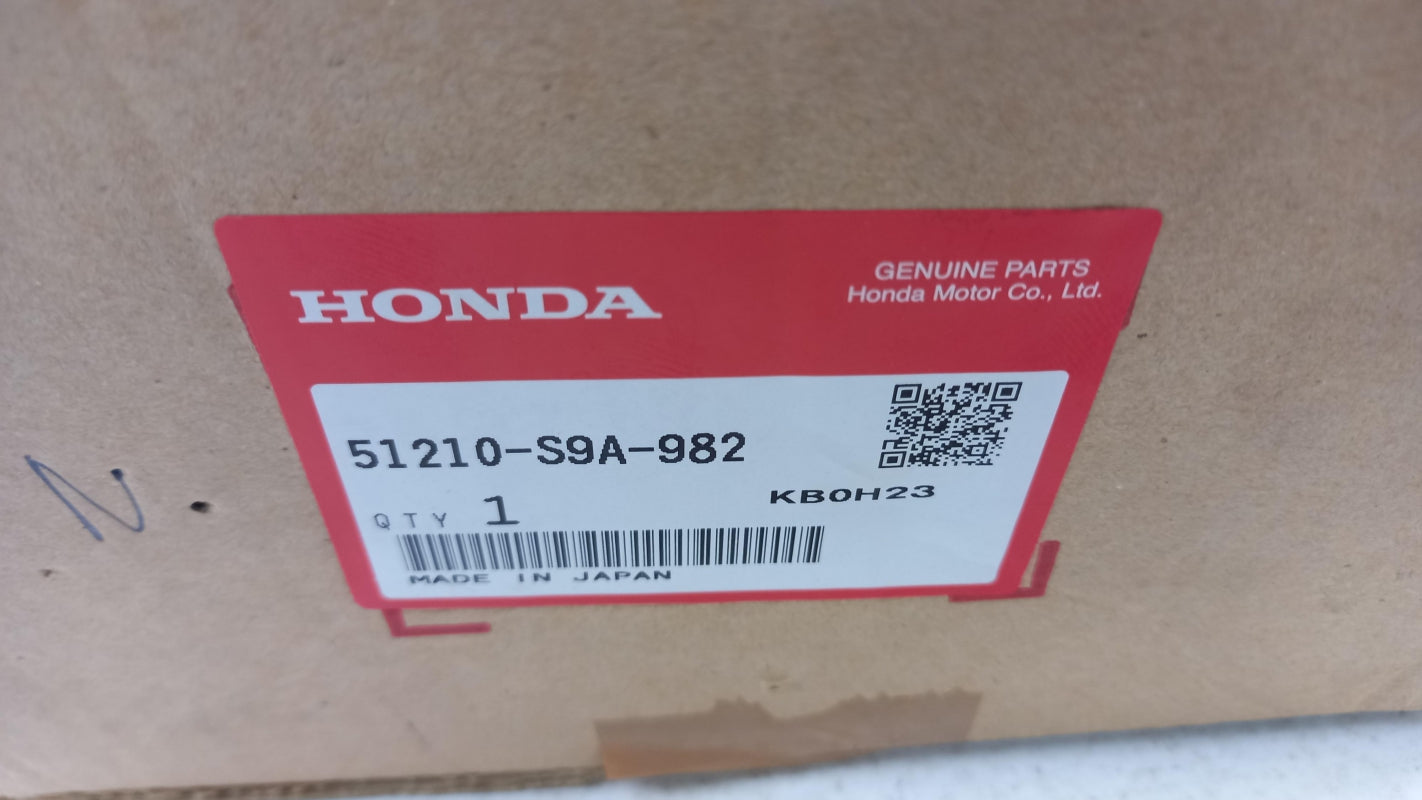 HONDA
GENUINE PARTS
Honda Motor Co., Ltd.
51210-S9A-982
KB0H23
QTY 1
MADE IN JAPAN
N